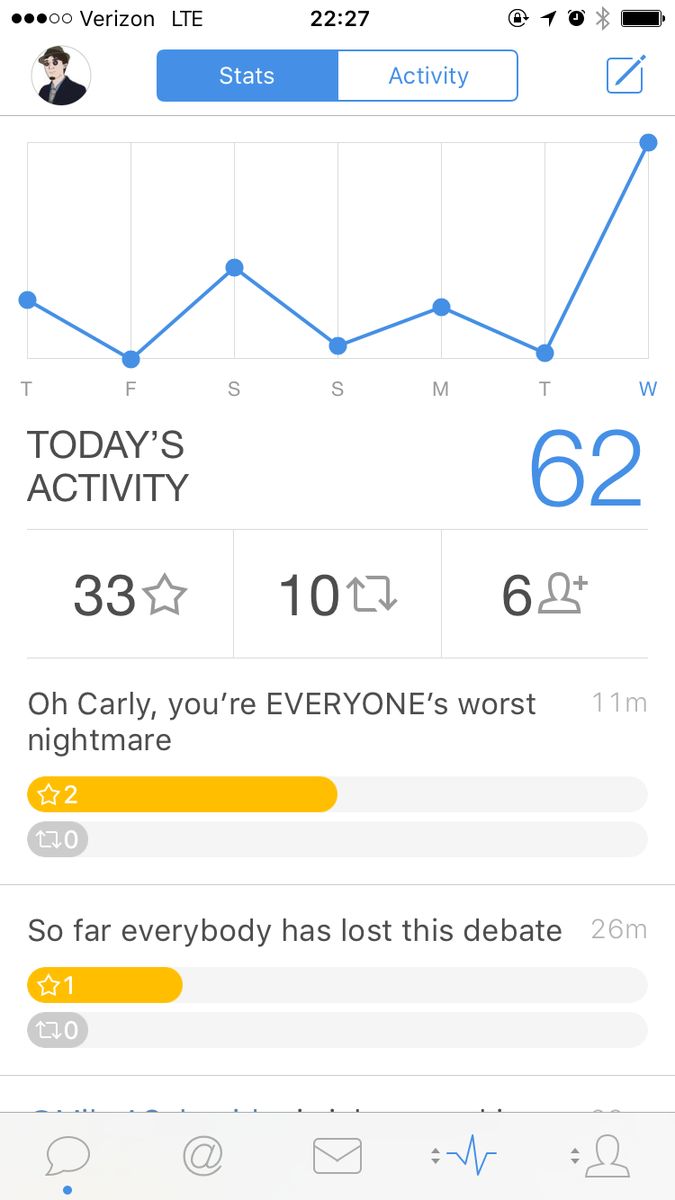 Verizon LTE 22:27
Stats Activity
T F S S M T W
TODAY'S
ACTIVITY
62
33 10 6
Oh Carly, you're EVERYONE's worst 11m
nightmare
2
0
So far everybody has lost this debate 26m
1
0
@